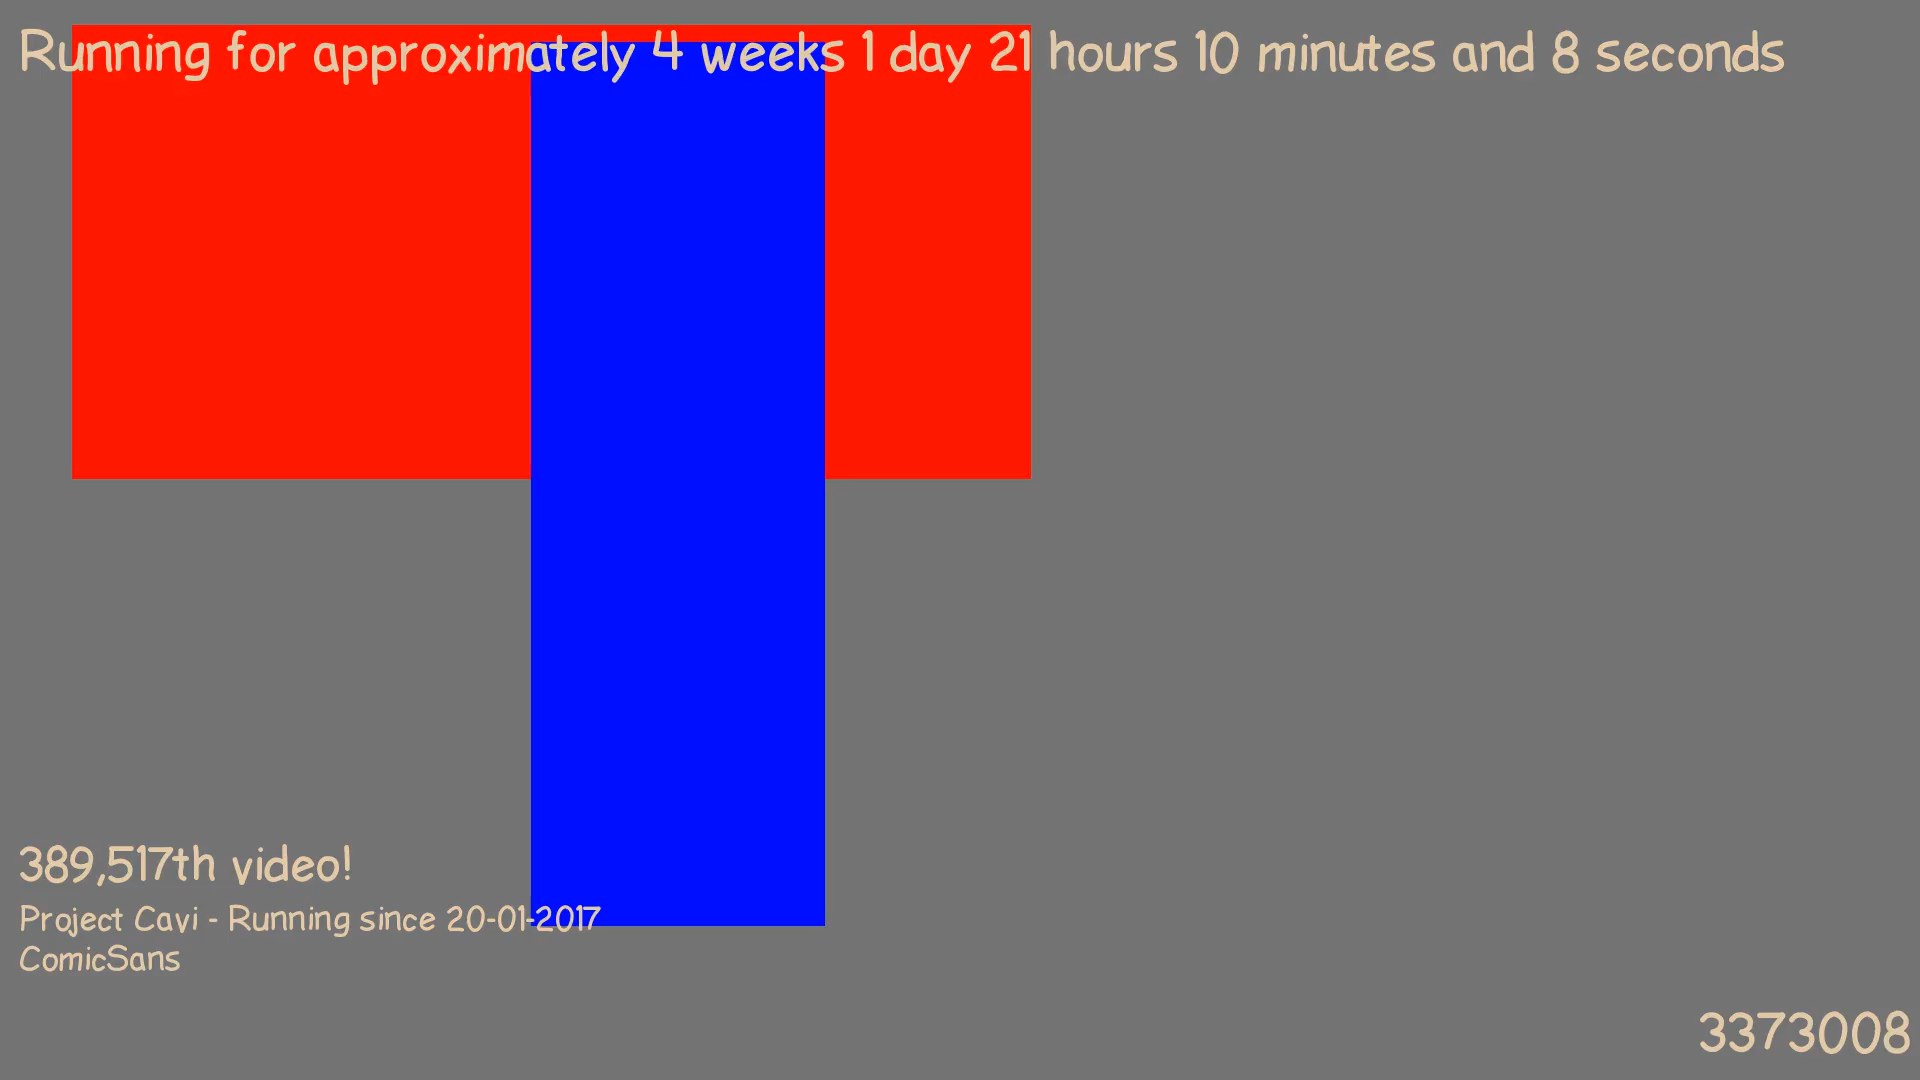 Running for approximately 4 weeks 1 day 21 hours 10 minutes and 8 seconds
389,517th video!
Project Cavi - Running since 20-01-2017
ComicSans
3373008